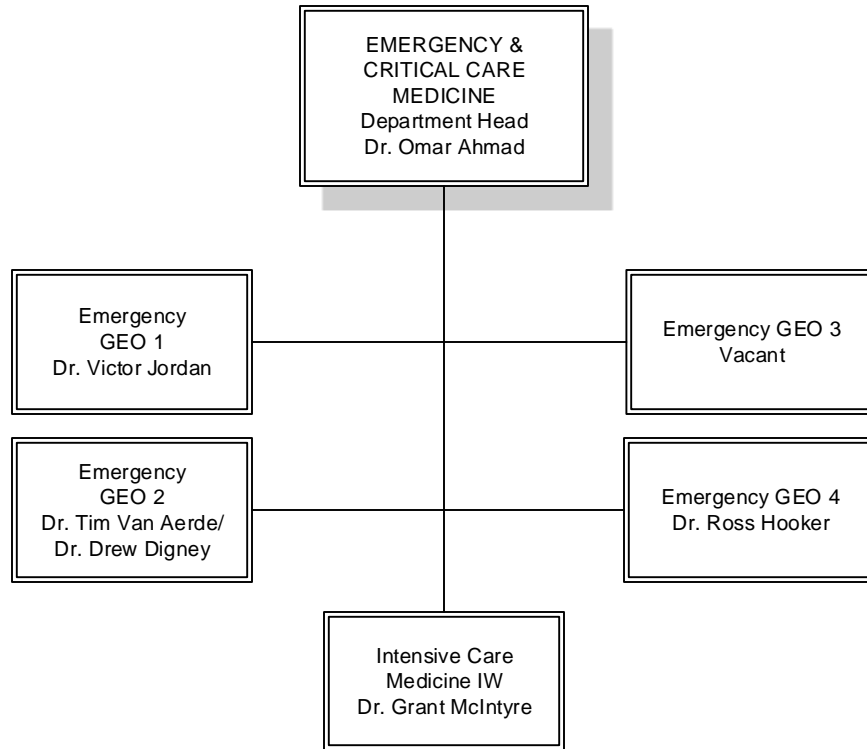 EMERGENCY &
CRITICAL CARE
MEDICINE
Department Head
Dr. Omar Ahmad
Emergency
GEO 1
Dr. Victor Jordan
Emergency GEO 3
Vacant
Emergency
GEO 2
Dr. Tim Van Aerde/
Dr. Drew Digney
Emergency GEO 4
Dr. Ross Hooker
Intensive Care
Medicine IW
Dr. Grant McIntyre